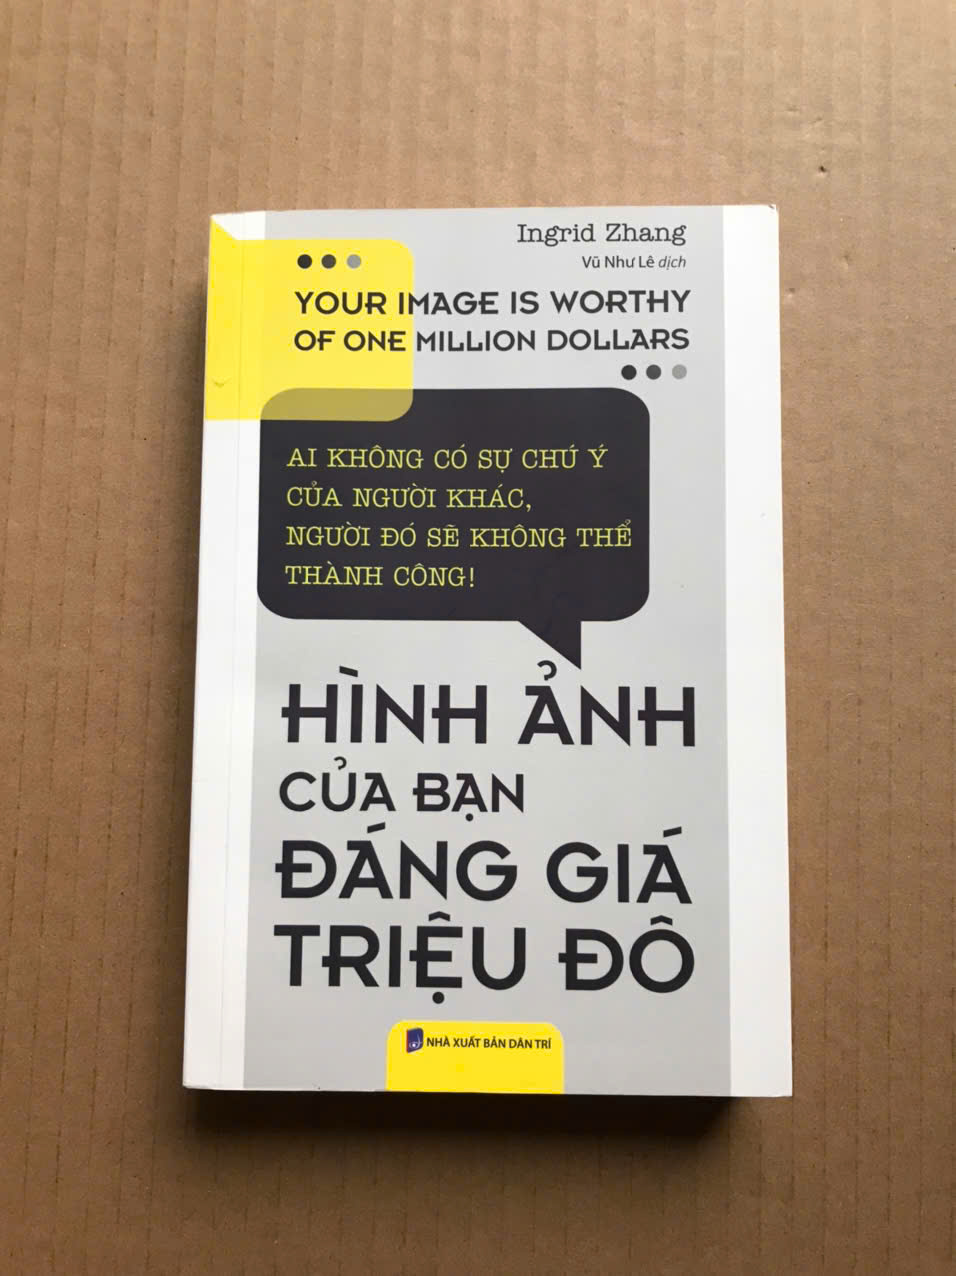 Ingrid Zhang
Vũ Như Lê dịch
YOUR IMAGE IS WORTHY
OF ONE MILLION DOLLARS
AI KHÔNG CÓ SỰ CHÚ Ý
CỦA NGƯỜI KHÁC,
NGƯỜI ĐÓ SẼ KHÔNG THỂ
THÀNH CÔNG!
HÌNH ẢNH
CỦA BẠN
ĐÁNG GIÁ
TRIỆU ĐÔ
NHÀ XUẤT BẢN DÂN TRÍ